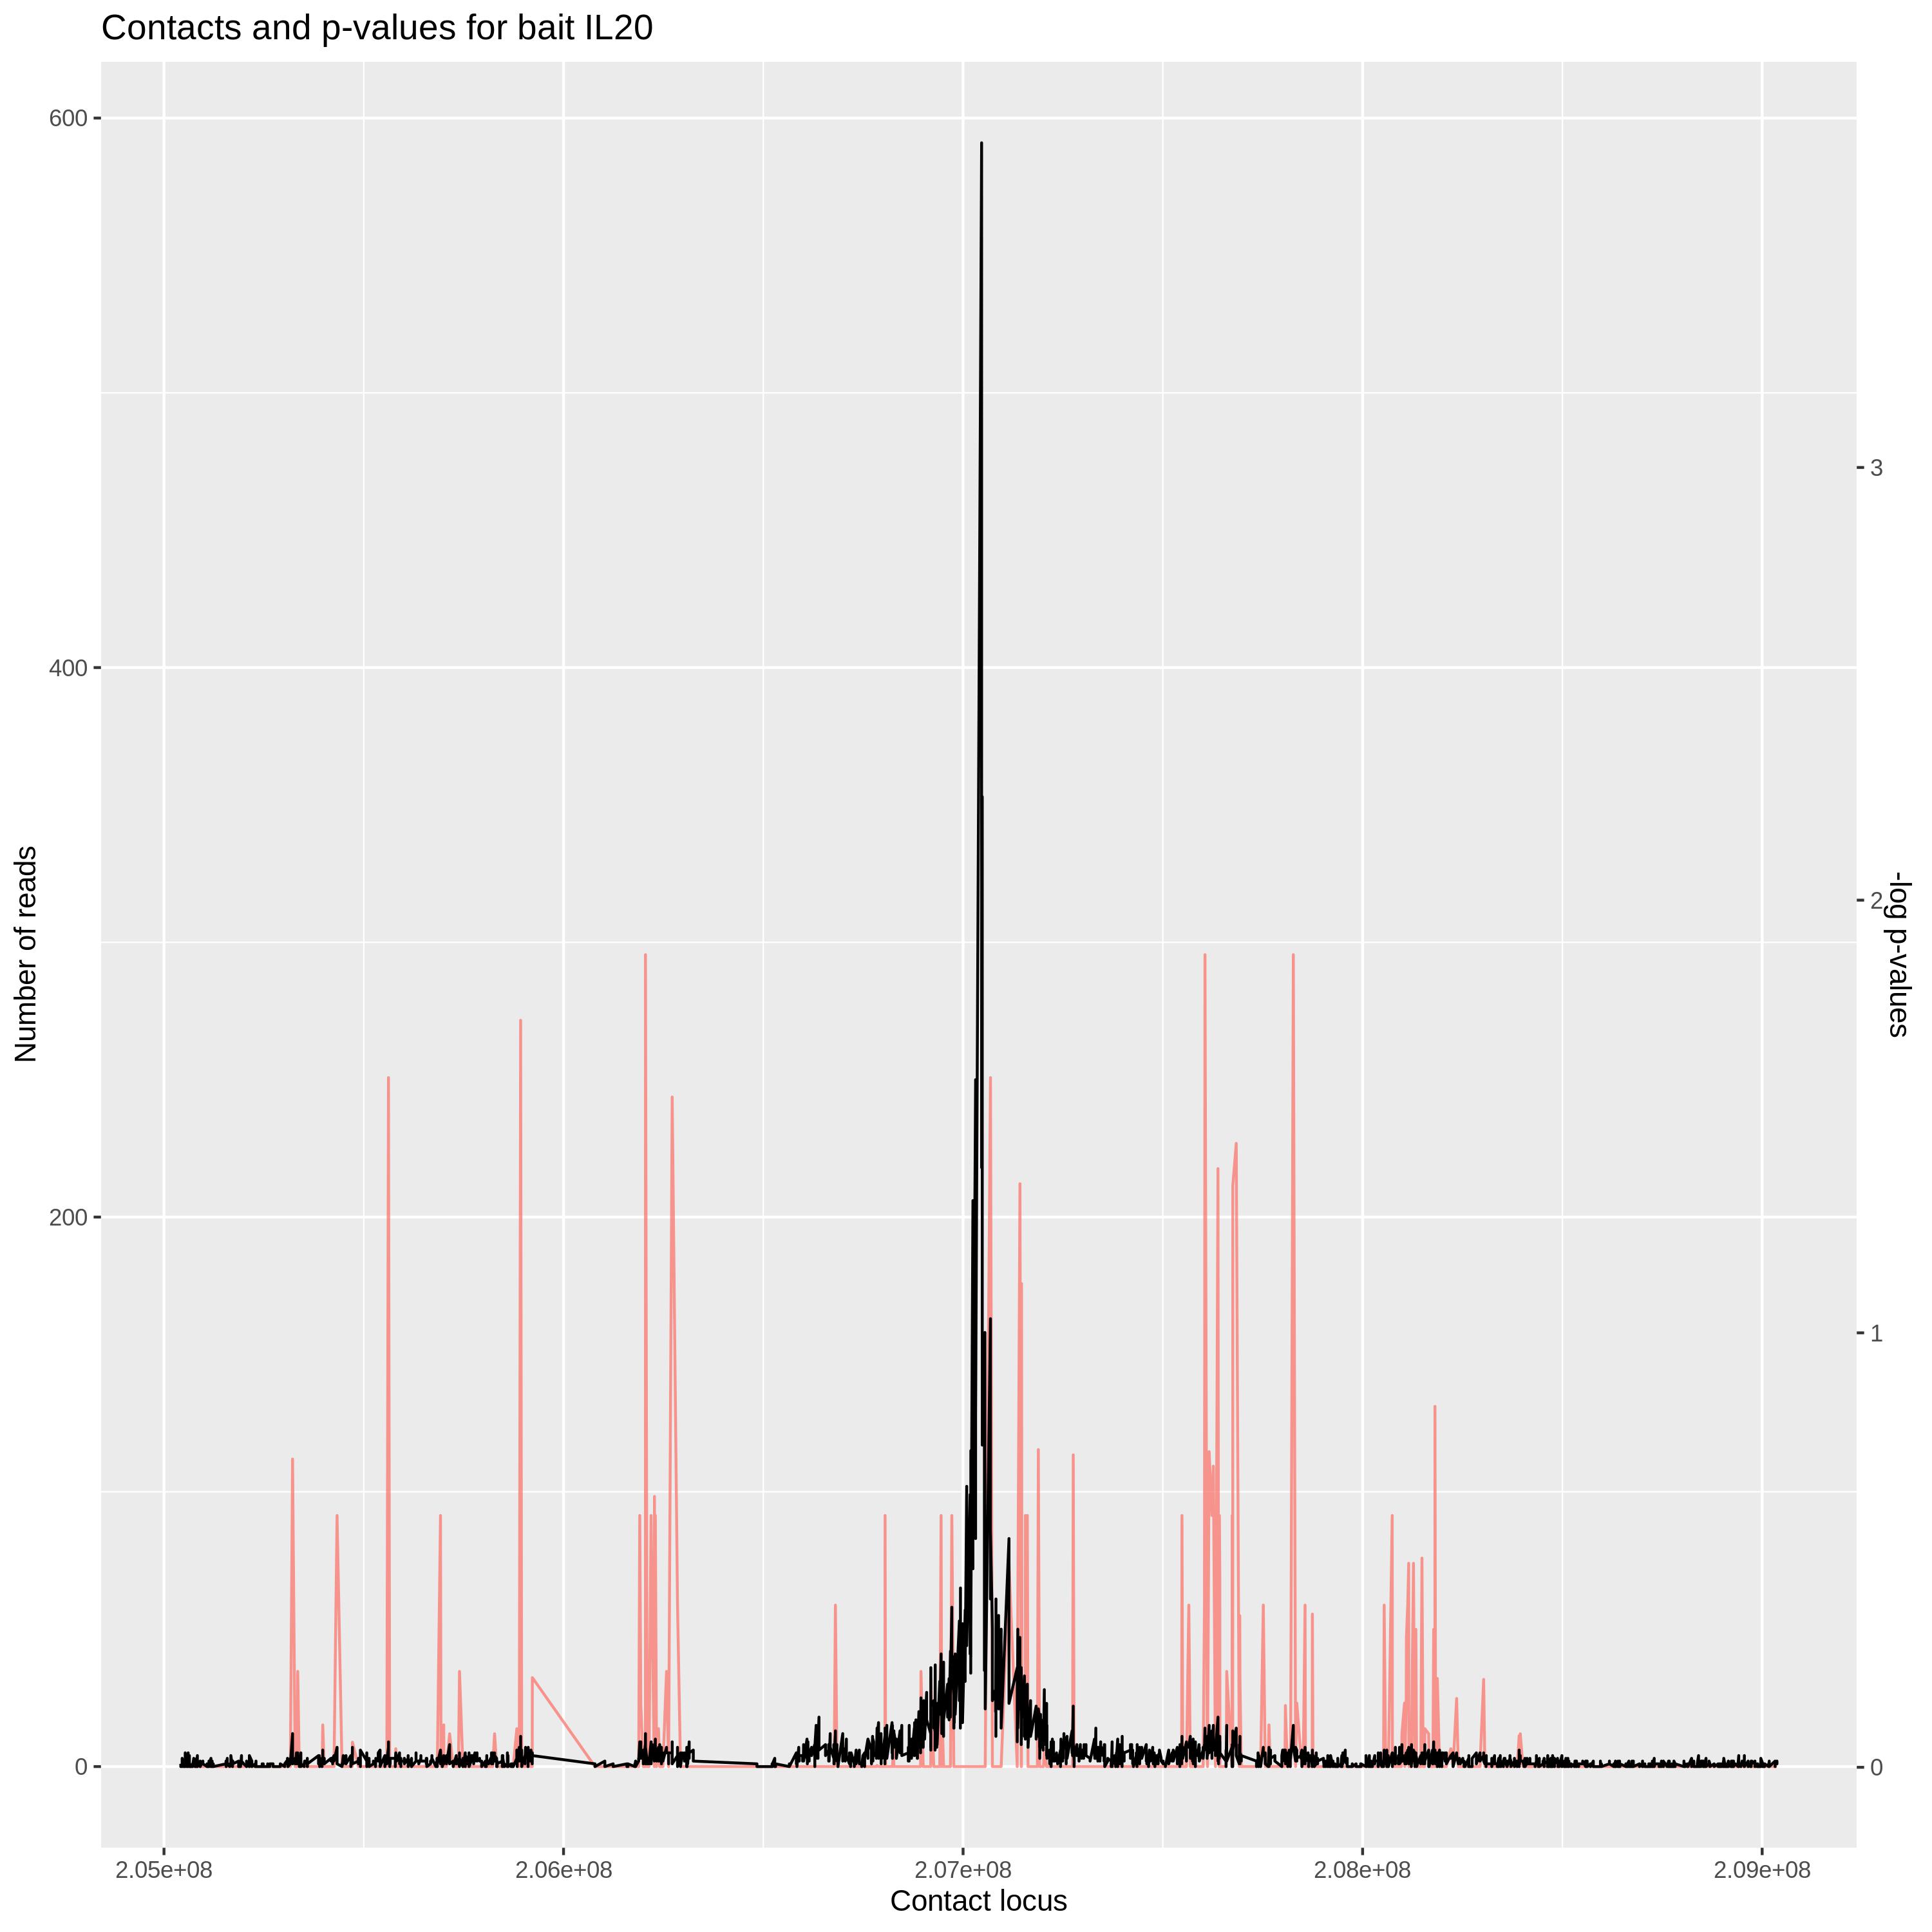 Contacts and p-values for bait IL20
600
400
200
0
Number of reads
3
2
1
0
-log p-values
2.05e+08 2.06e+08 2.07e+08 2.08e+08 2.09e+08
Contact locus